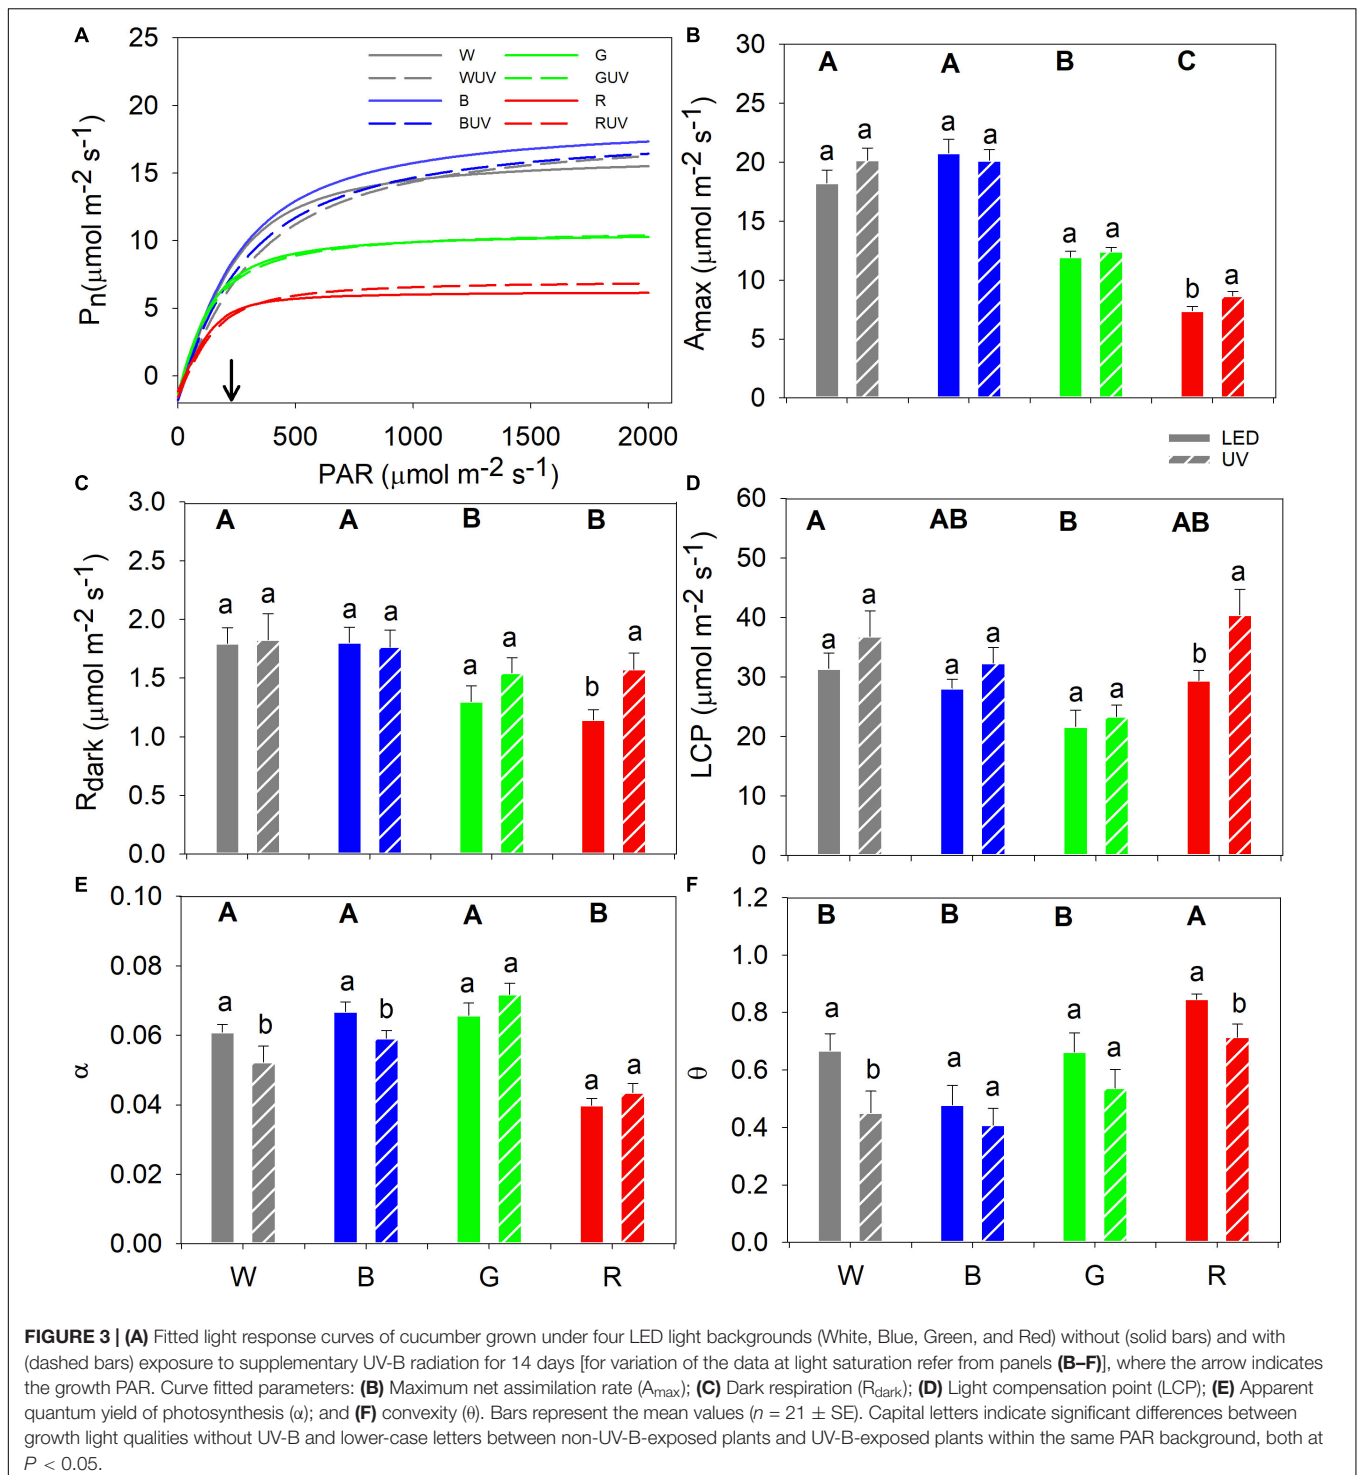 A
25
20
15
10
5
0
Pn(μmol m-2 s-1)
W
WUV
B
BUV
G
GUV
R
RUV
0 500 1000 1500 2000
PAR (μmol m-2 s-1)
B
30
25
20
15
10
5
0
Amax (μmol m-2 s-1)
A A B C
a a a a a a b a
LED
UV
C
3.0
2.5
2.0
1.5
1.0
0.5
0.0
Rdark (μmol m-2 s-1)
A A B B
a a a a a a b a
D
60
50
40
30
20
10
0
LCP (μmol m-2 s-1)
A AB B AB
a a a a a a b a
E
0.10
0.08
0.06
0.04
0.02
0.00
α
A A A B
a b a b a a a a
W B G R
F
1.2
1.0
0.8
0.6
0.4
0.2
0.0
θ
B B B A
a b a a a a a b
W B G R
FIGURE 3 | (A) Fitted light response curves of cucumber grown under four LED light backgrounds (White, Blue, Green, and Red) without (solid bars) and with
(dashed bars) exposure to supplementary UV-B radiation for 14 days [for variation of the data at light saturation refer from panels (B–F)], where the arrow indicates
the growth PAR. Curve fitted parameters: (B) Maximum net assimilation rate (Amax); (C) Dark respiration (Rdark); (D) Light compensation point (LCP); (E) Apparent
quantum yield of photosynthesis (α); and (F) convexity (θ). Bars represent the mean values (n = 21 ± SE). Capital letters indicate significant differences between
growth light qualities without UV-B and lower-case letters between non-UV-B-exposed plants and UV-B-exposed plants within the same PAR background, both at
P < 0.05.